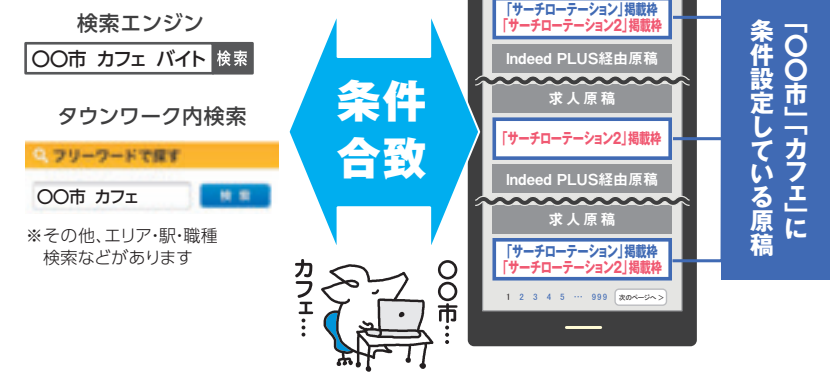 検索エンジン
〇〇市 カフェ バイト 検索
タウンワーク内検索
フリーワードで探す
〇〇市 カフェ 検索
※その他、エリア・駅・職種
検索などがあります
条件
合致
カフェ…
〇〇市…
「サーチローテーション」掲載枠
「サーチローテーション2」掲載枠
Indeed PLUS経由原稿
求人原稿
「サーチローテーション2」掲載枠
Indeed PLUS経由原稿
求人原稿
「サーチローテーション」掲載枠
「サーチローテーション2」掲載枠
1 2 3 4 5 … 999 次のページへ >
「〇〇市」「カフェ」に
条件設定している原稿